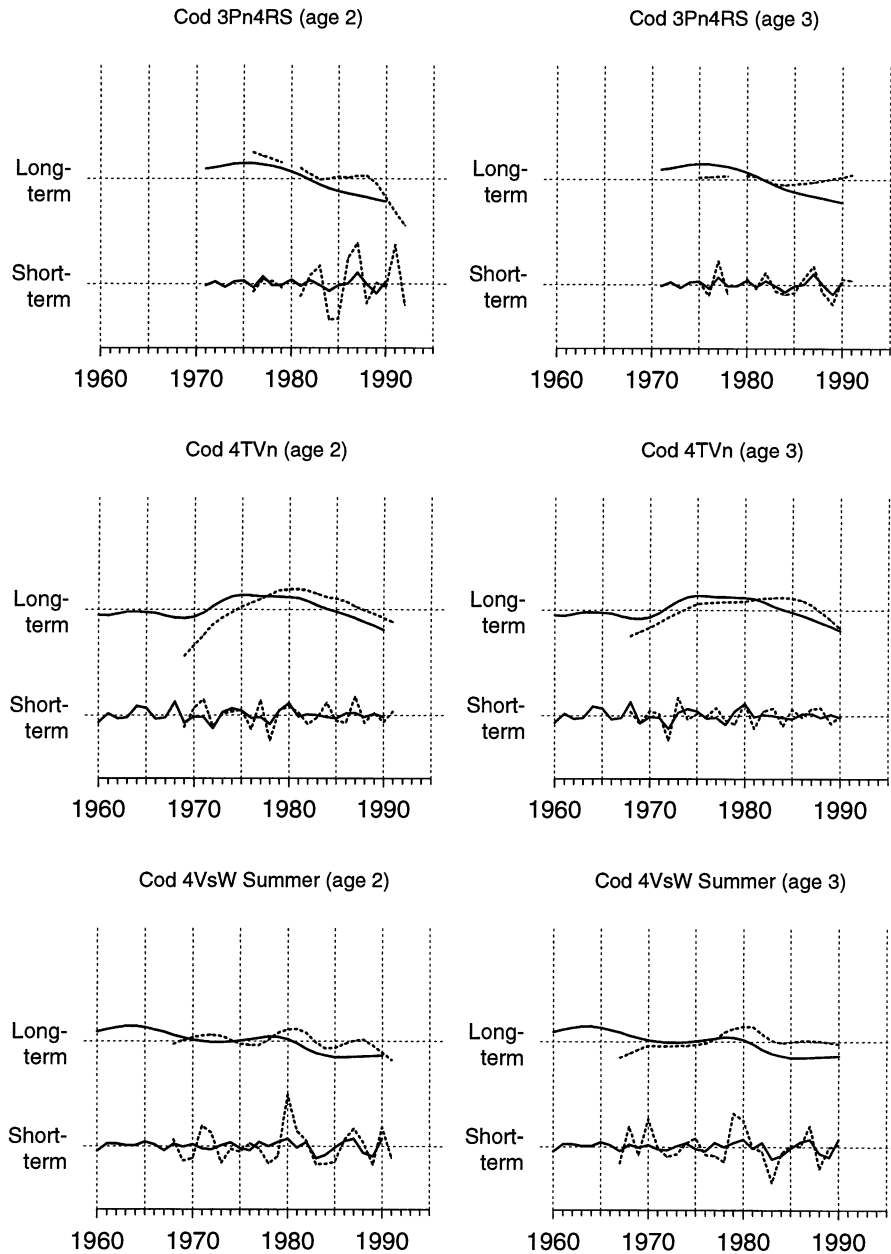 Cod 3Pn4RS (age 2)
Long-
term
Short-
term
1960 1970 1980 1990
Cod 3Pn4RS (age 3)
Long-
term
Short-
term
1960 1970 1980 1990
Cod 4TVn (age 2)
Long-
term
Short-
term
1960 1970 1980 1990
Cod 4TVn (age 3)
Long-
term
Short-
term
1960 1970 1980 1990
Cod 4VsW Summer (age 2)
Long-
term
Short-
term
1960 1970 1980 1990
Cod 4VsW Summer (age 3)
Long-
term
Short-
term
1960 1970 1980 1990